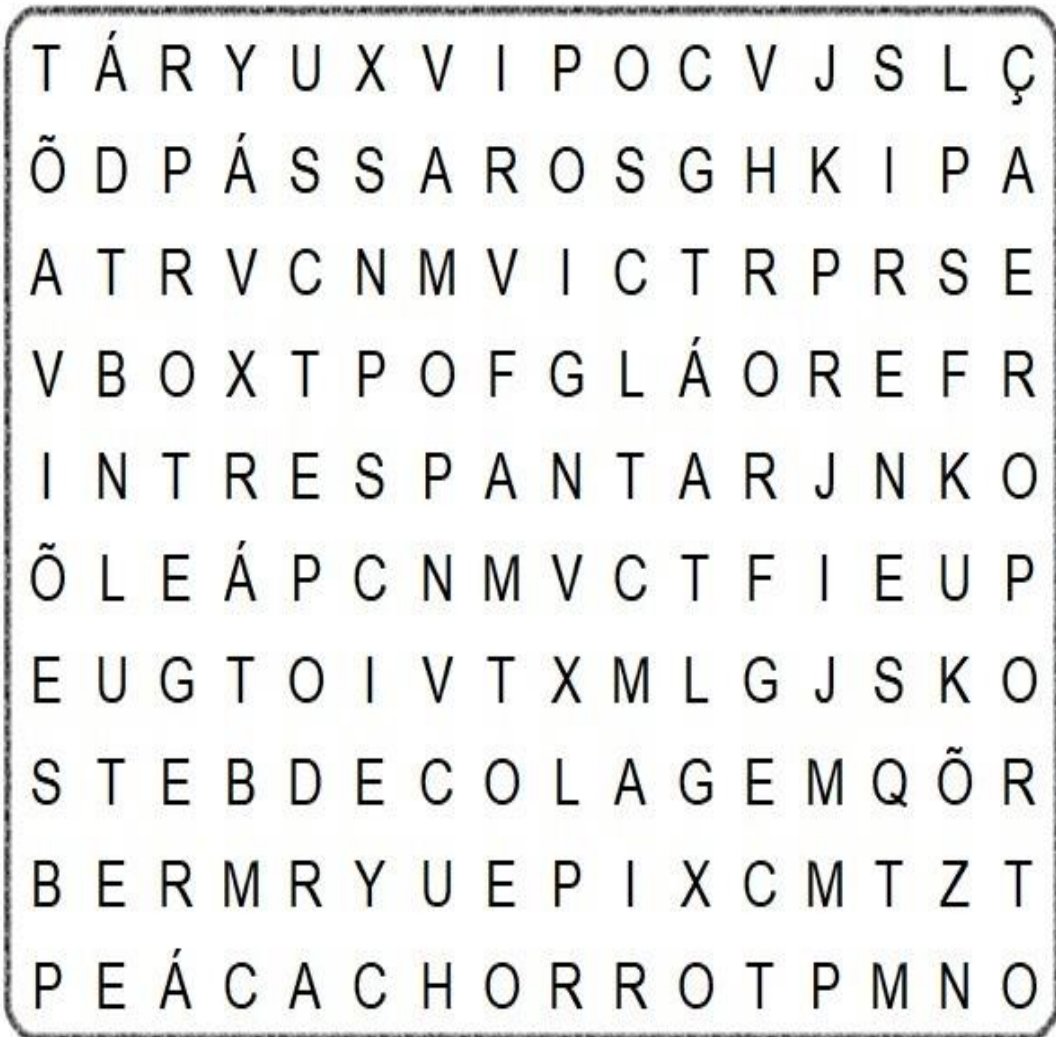 T Á R Y U X V I P O C V J S L Ç
Õ D P Á S S A R O S G H K I P A
A T R V C N M V I C T R P R S E
V B O X T P O F G L Á O R E F R
I N T R E S P A N T A R J N K O
Õ L E Á P C N M V C T F I E U P
E U G T O I V T X M L G J S K O
S T E B D E C O L A G E M Q Õ R
B E R M R Y U E P I X C M T Z T
P E Á C A C H O R R O T P M N O